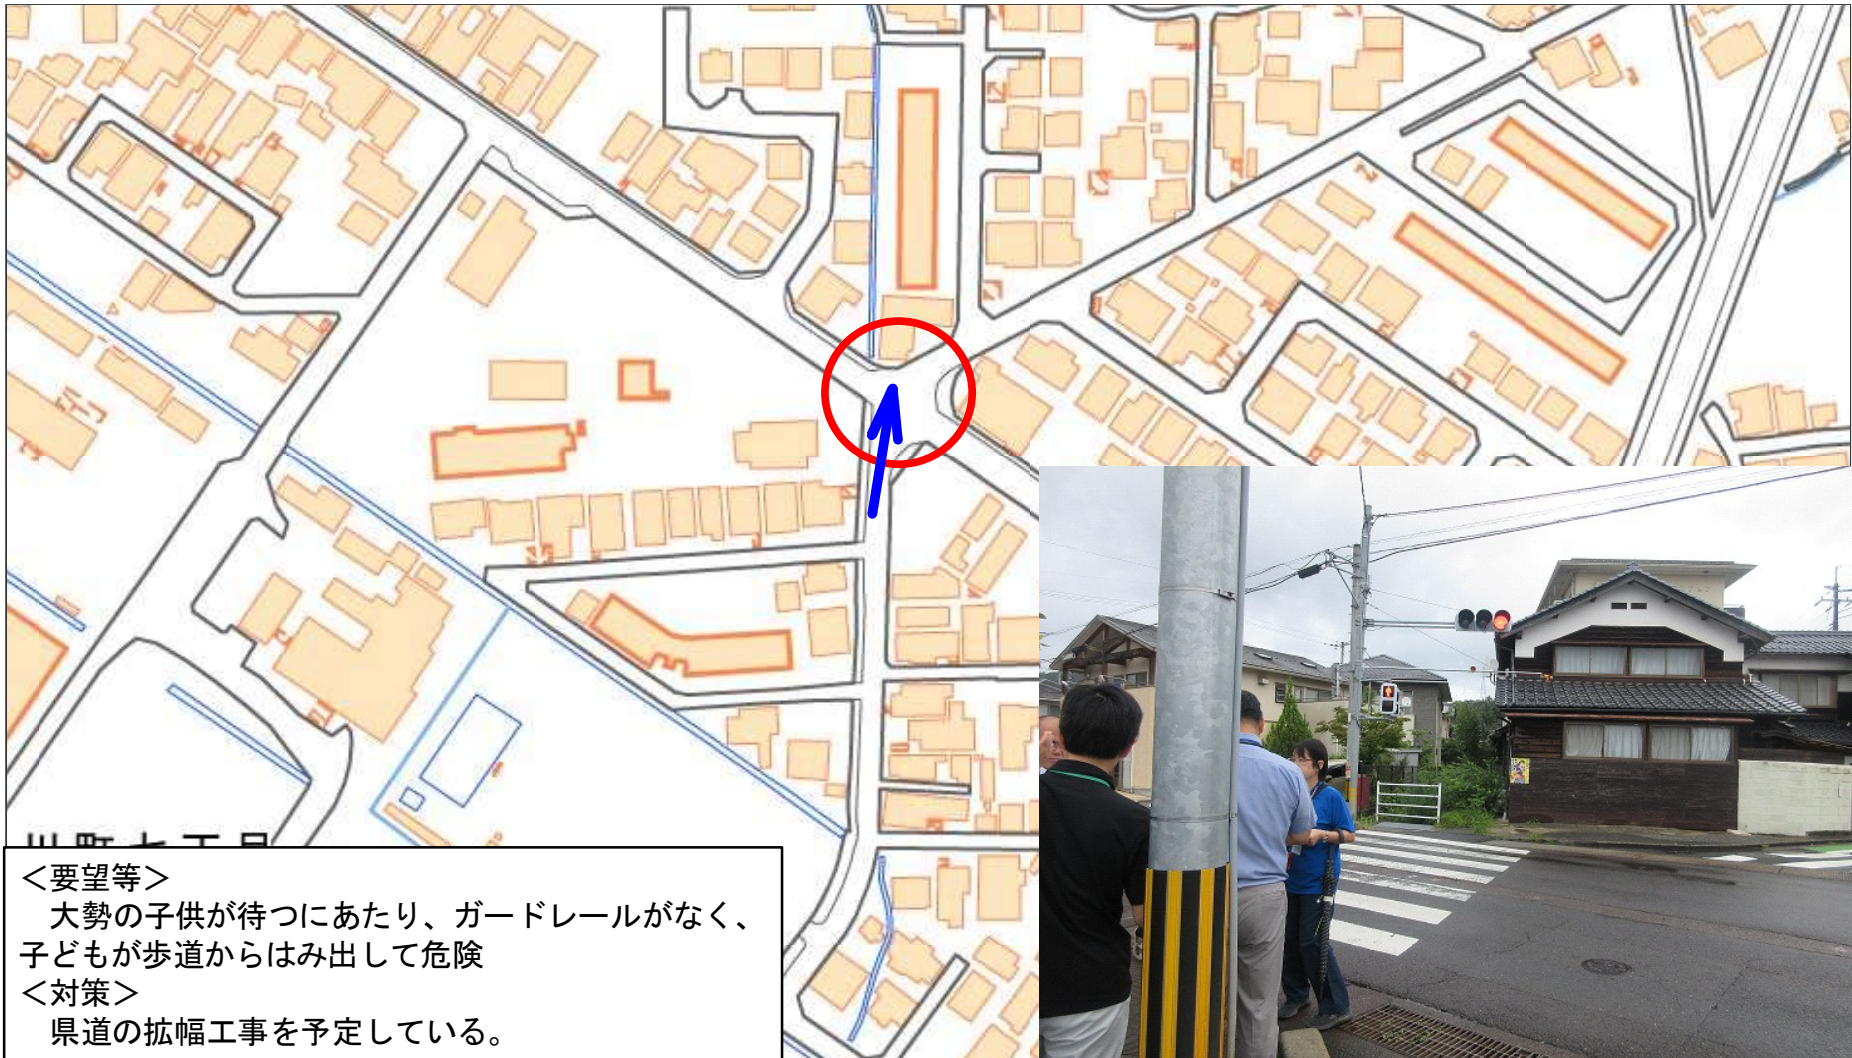 ＜要望等＞
　大勢の子供が待つにあたり、ガードレールがなく、
子どもが歩道からはみ出して危険
＜対策＞
　県道の拡幅工事を予定している。